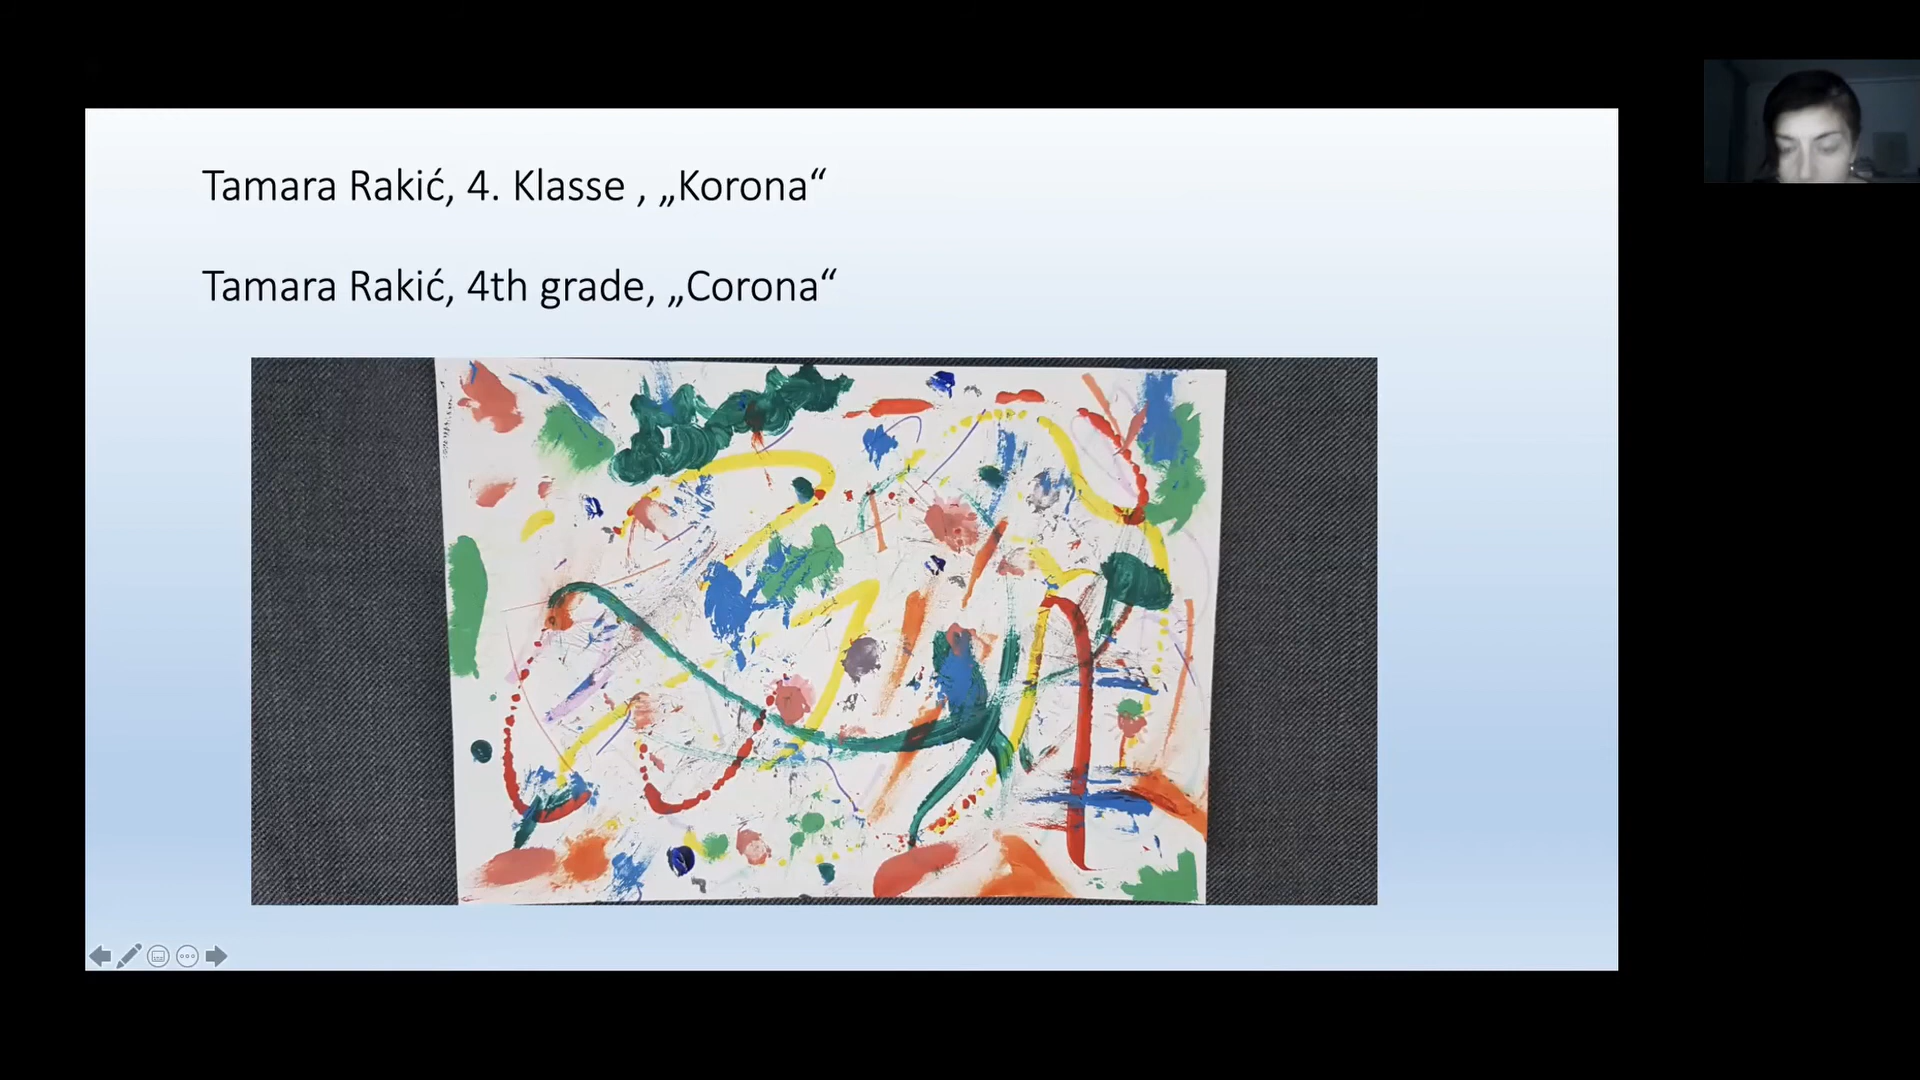 Tamara Rakić, 4. Klasse , „Korona“
Tamara Rakić, 4th grade, „Corona“